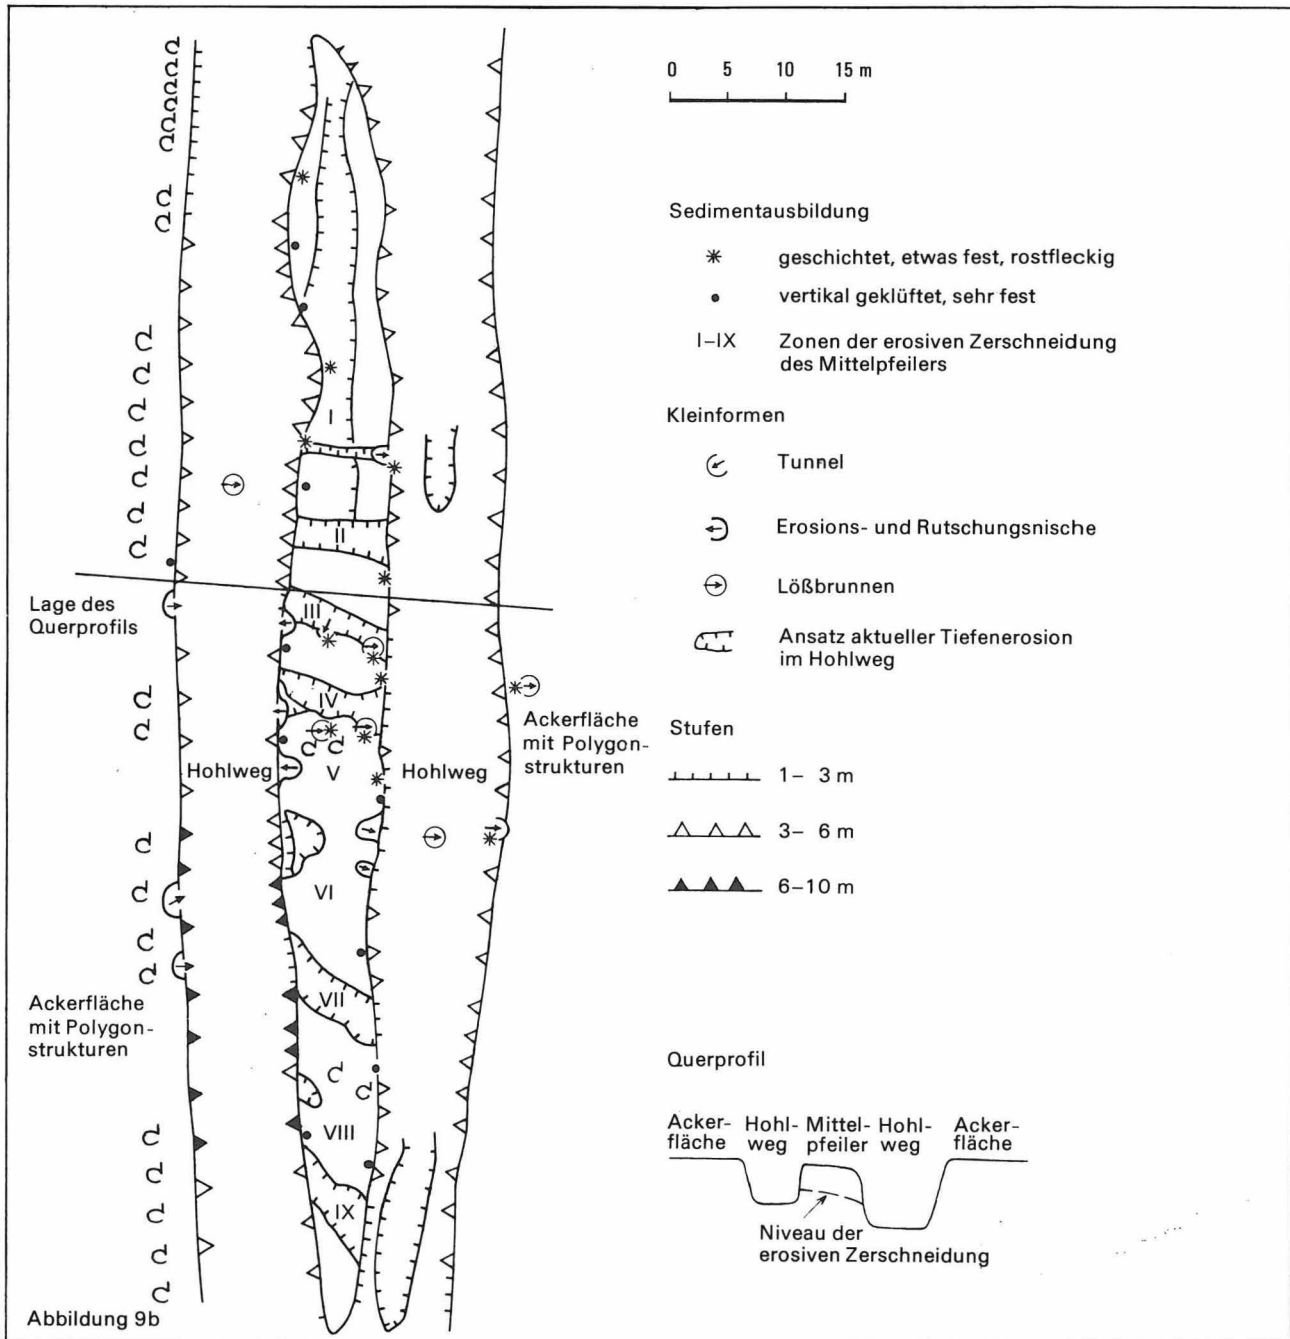 0 5 10 15 m
Sedimentausbildung
geschichtet, etwas fest, rostfleckig
vertikal geklüftet, sehr fest
I–IX Zonen der erosiven Zerschneidung
des Mittelpfeilers
Kleinformen
Tunnel
Erosions- und Rutschungsnische
Lößbrunnen
Ansatz aktueller Tiefenerosion
im Hohlweg
Stufen
1– 3 m
3– 6 m
6–10 m
Querprofil
Acker-
fläche
Hohl-
weg
Mittel-
pfeiler
Hohl-
weg
Acker-
fläche
Niveau der
erosiven Zerschneidung
I
II
III
IV
V
VI
VII
VIII
IX
Lage des
Querprofils
Hohlweg
Hohlweg
Ackerfläche
mit Polygon-
strukturen
Ackerfläche
mit Polygon-
strukturen
Abbildung 9b